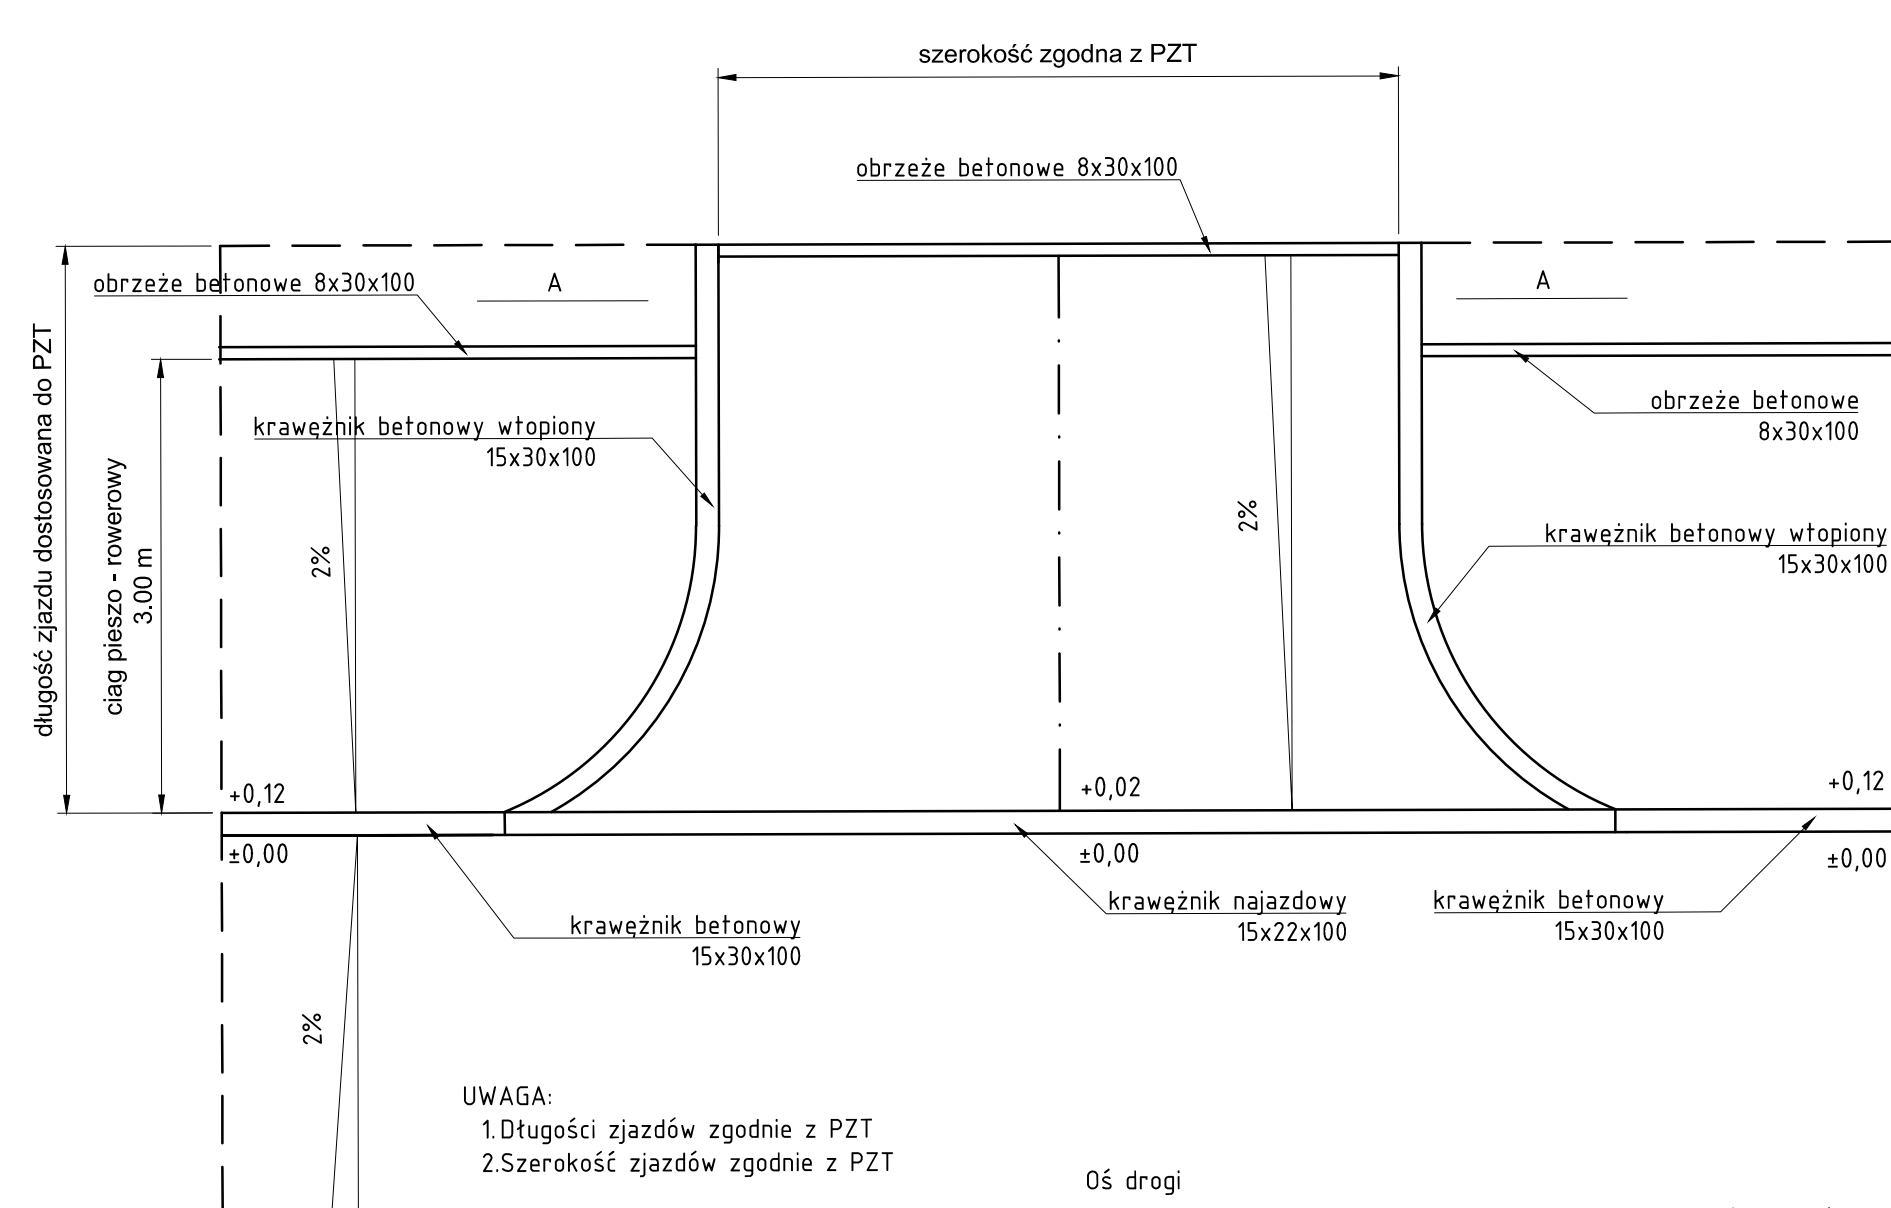 szerokość zgodna z PZT
obrzeże betonowe 8x30x100
obrzeże betonowe 8x30x100
A
A
długość zjazdu dostosowana do PZT
ciag pieszo - rowerowy
3.00 m
obrzeże betonowe
8x30x100
krawężnik betonowy wtopiony
15x30x100
2%
2%
krawężnik betonowy wtopiony
15x30x100
+0,12
+0,02
+0,12
±0,00
±0,00
±0,00
krawężnik betonowy
15x30x100
krawężnik najazdowy
15x22x100
krawężnik betonowy
15x30x100
2%
UWAGA:
1.Długości zjazdów zgodnie z PZT
2.Szerokość zjazdów zgodnie z PZT
Oś drogi